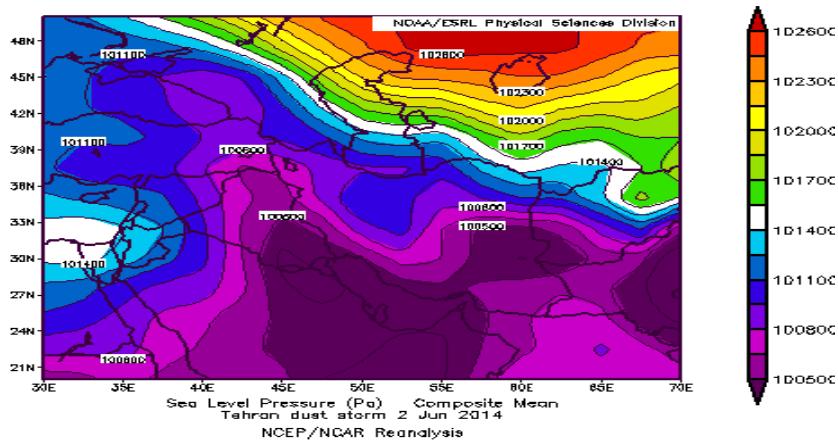 NOAA/ESRL Physical Sciences Division
48N
45N
42N
39N
36N
33N
30N
27N
24N
21N
30E
35E
40E
45E
50E
55E
60E
65E
70E
101100
102600
102300
102000
101100
101700
100800
101400
100800
100500
101400
100800
102600
102300
102000
101700
101400
101100
100800
100500
Sea Level Pressure (Pa) Composite Mean
Tehran dust storm 2 Jun 2014
NCEP/NCAR Reanalysis